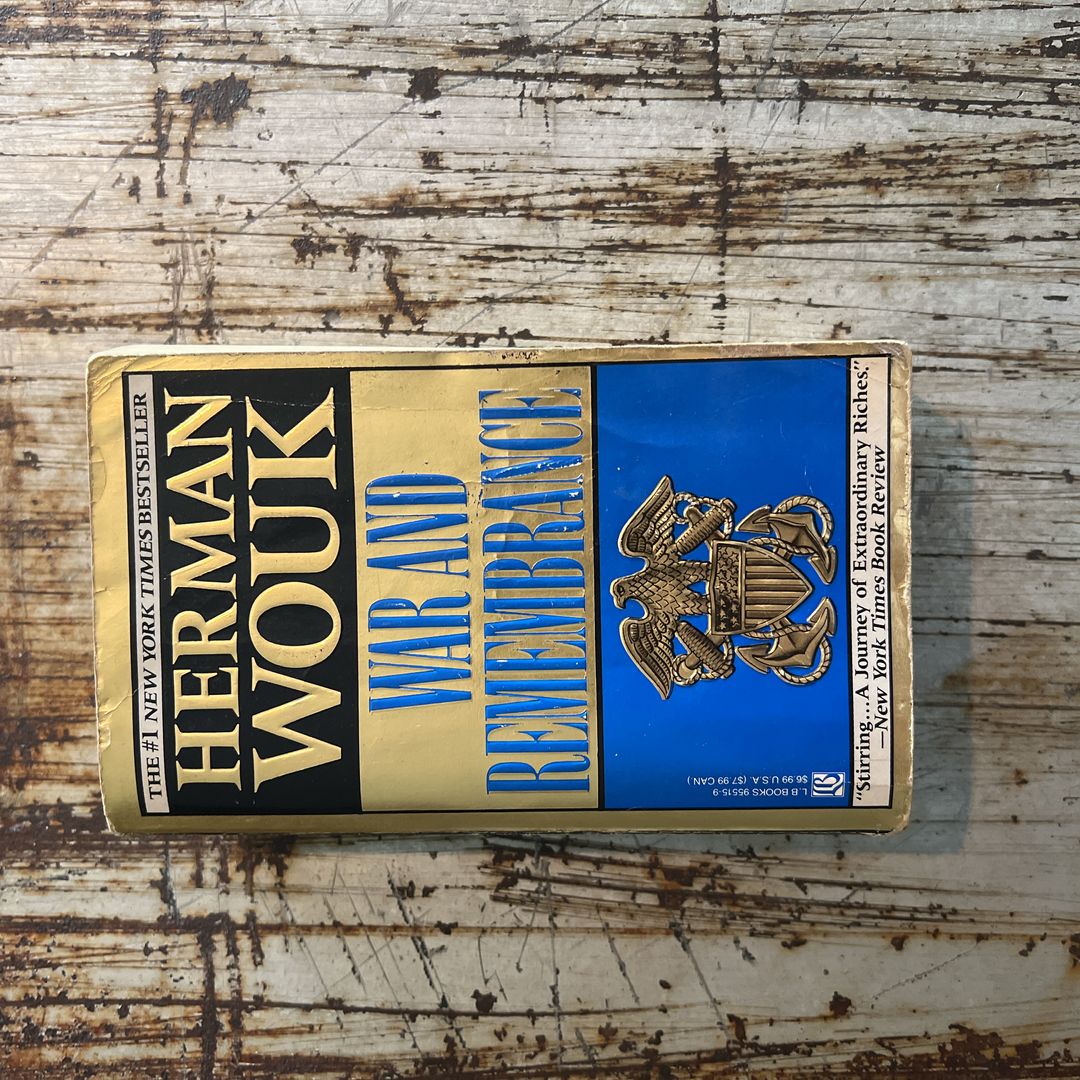 THE #1 NEW YORK TIMES BESTSELLER
HERMAN
WOUK
WAR AND
REMEMBRANCE
LB
L.B BOOKS 95515-9
$6.99 U.S.A. ($7.99 CAN)
“Stirring....A Journey of Extraordinary Riches.”
—New York Times Book Review